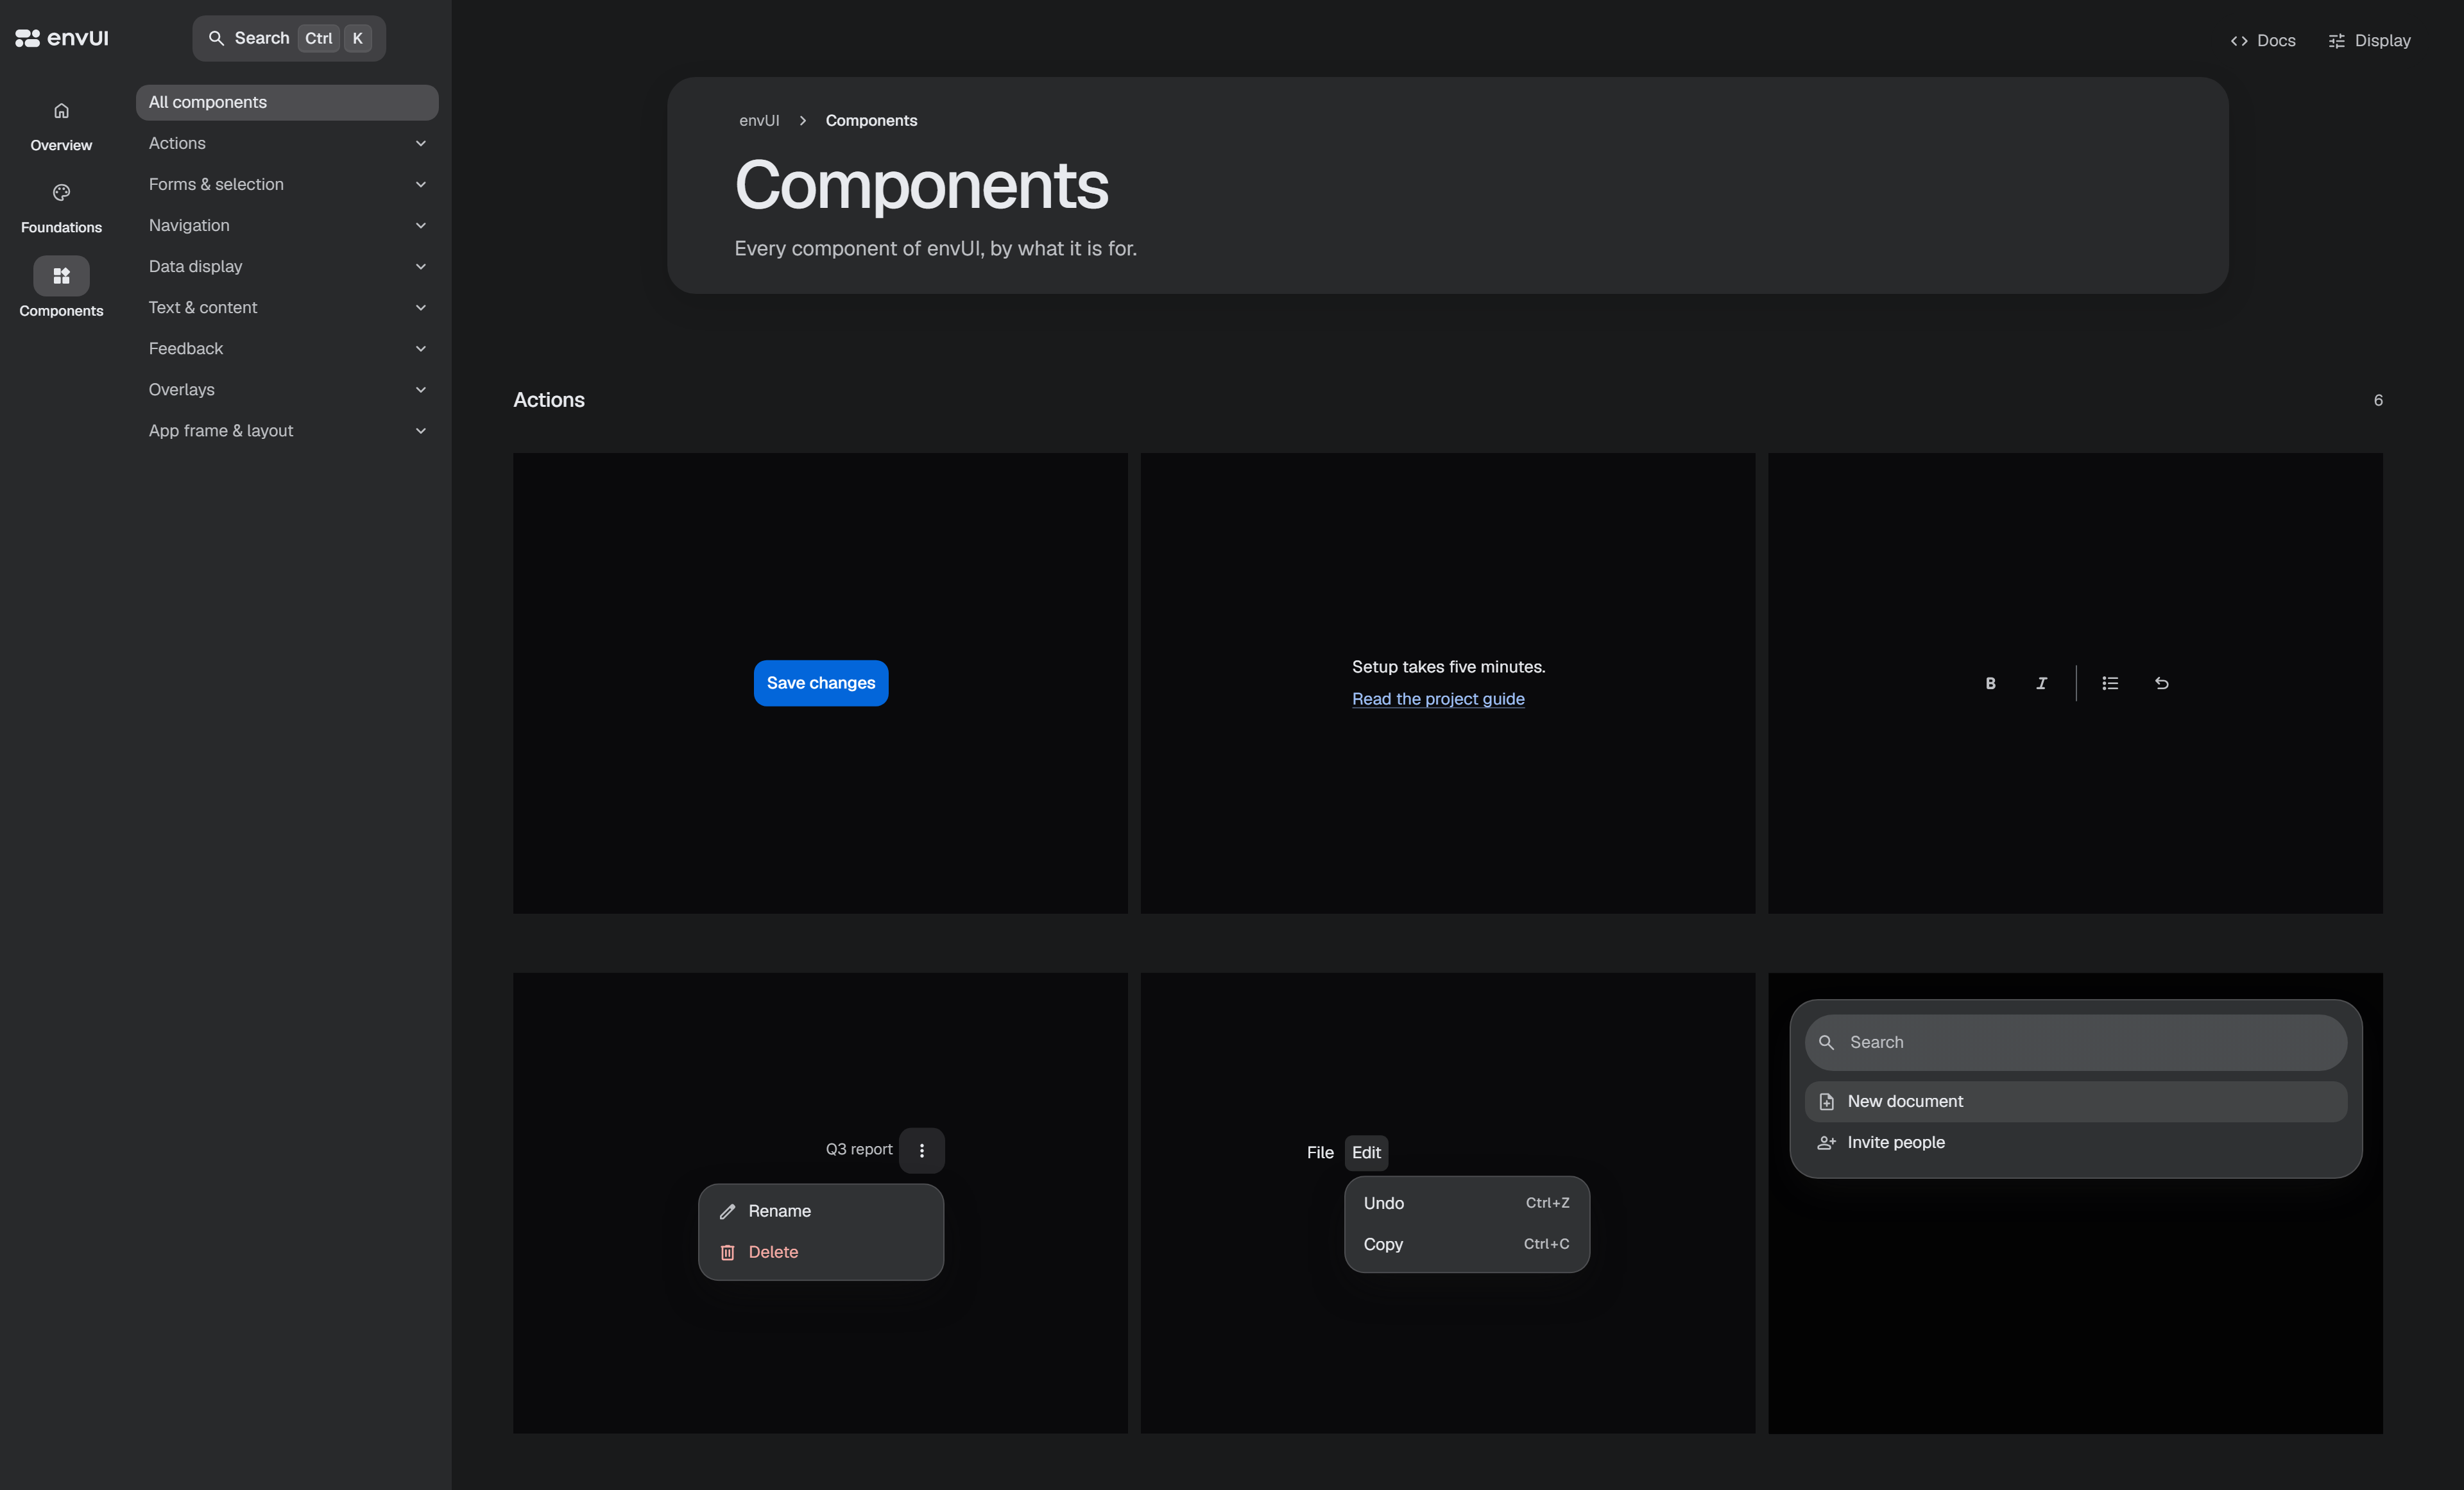 envUI
Search Ctrl K
Overview
Foundations
Components
All components
Actions
Forms & selection
Navigation
Data display
Text & content
Feedback
Overlays
App frame & layout
Docs
Display
envUI > Components
Components
Every component of envUI, by what it is for.
Actions
6
Save changes
Setup takes five minutes.
Read the project guide
B I
Q3 report
Rename
Delete
File Edit
Undo Ctrl+Z
Copy Ctrl+C
Search
New document
Invite people